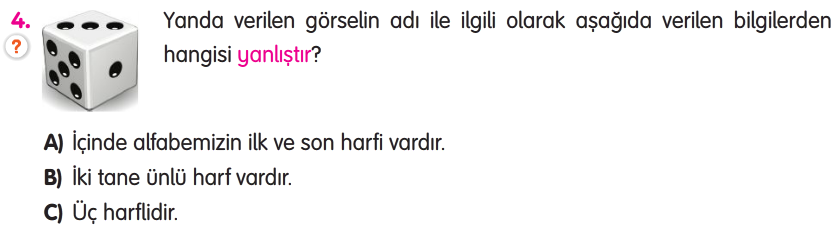 4. Yanda verilen görselin adı ile ilgili olarak aşağıda verilen bilgilerden
? hangisi yanlıştır?
A) İçinde alfabemizin ilk ve son harfi vardır.
B) İki tane ünlü harf vardır.
C) Üç harflidir.